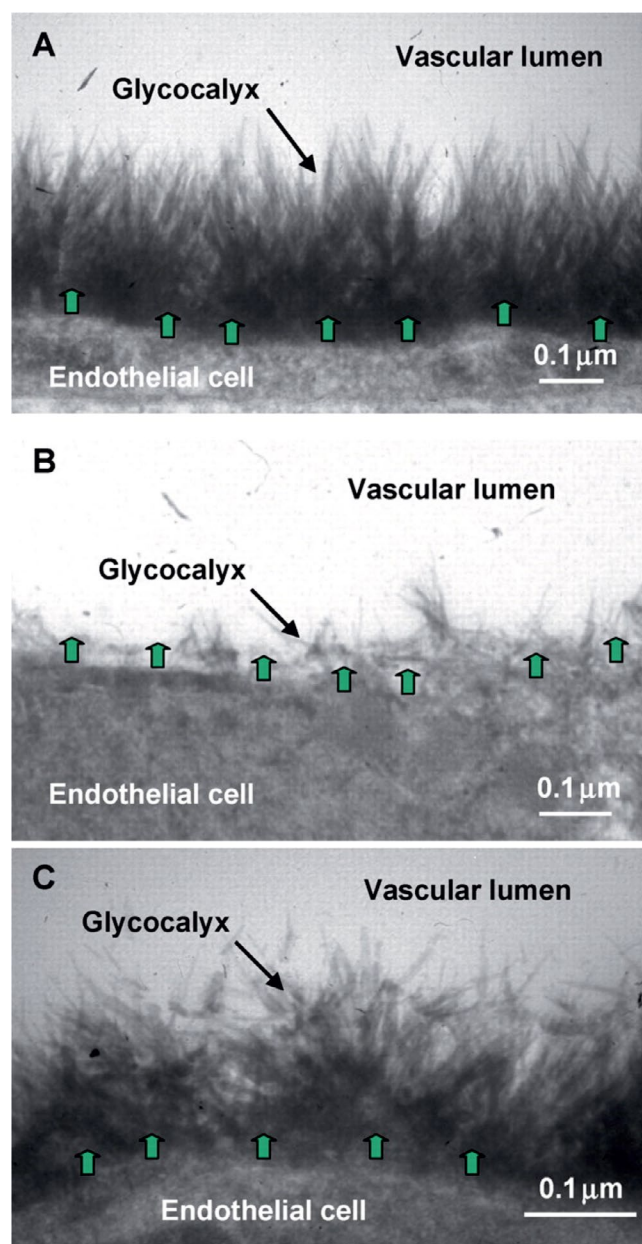 A
Vascular lumen
Glycocalyx
Endothelial cell
0.1 μm
B
Vascular lumen
Glycocalyx
Endothelial cell
0.1 μm
C
Vascular lumen
Glycocalyx
Endothelial cell
0.1 μm